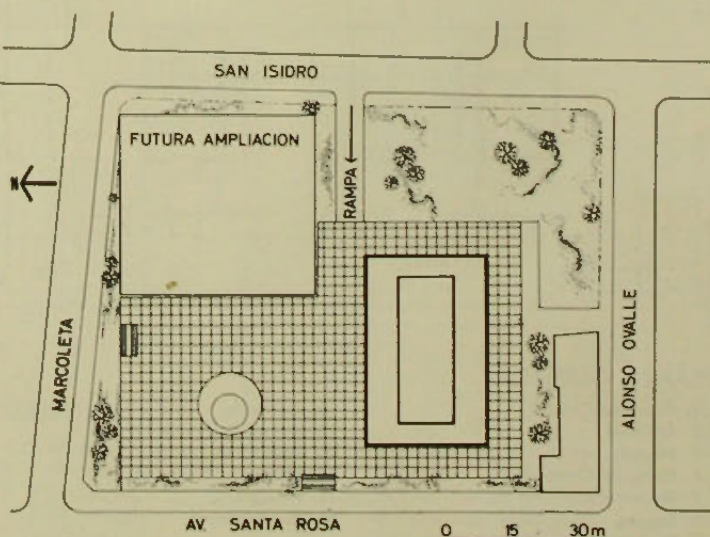 SAN ISIDRO
FUTURA AMPLIACION
N
RAMPA
MARCOLETA
ALONSO OVALLE
AV. SANTA ROSA
0 15 30m